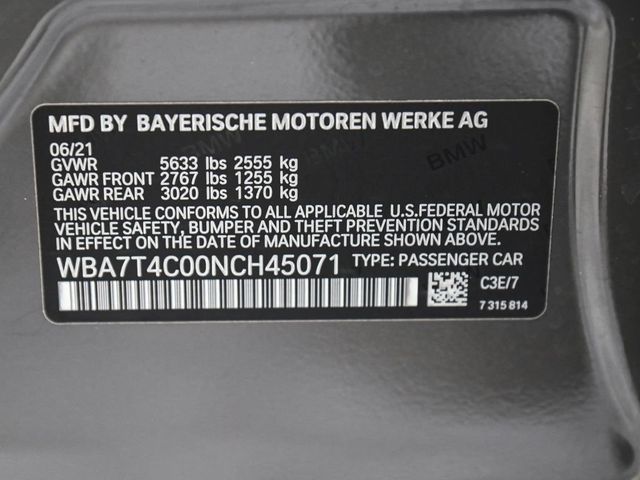 MFD BY BAYERISCHE MOTOREN WERKE AG
06/21
GVWR 5633 lbs 2555 kg
GAWR FRONT 2767 lbs 1255 kg
GAWR REAR 3020 lbs 1370 kg
THIS VEHICLE CONFORMS TO ALL APPLICABLE U.S.FEDERAL MOTOR
VEHICLE SAFETY, BUMPER AND THEFT PREVENTION STANDARDS
IN EFFECT ON THE DATE OF MANUFACTURE SHOWN ABOVE.
WBA7T4C00NCH45071 TYPE: PASSENGER CAR
C3E/7
7 315 814
BMW
BMW